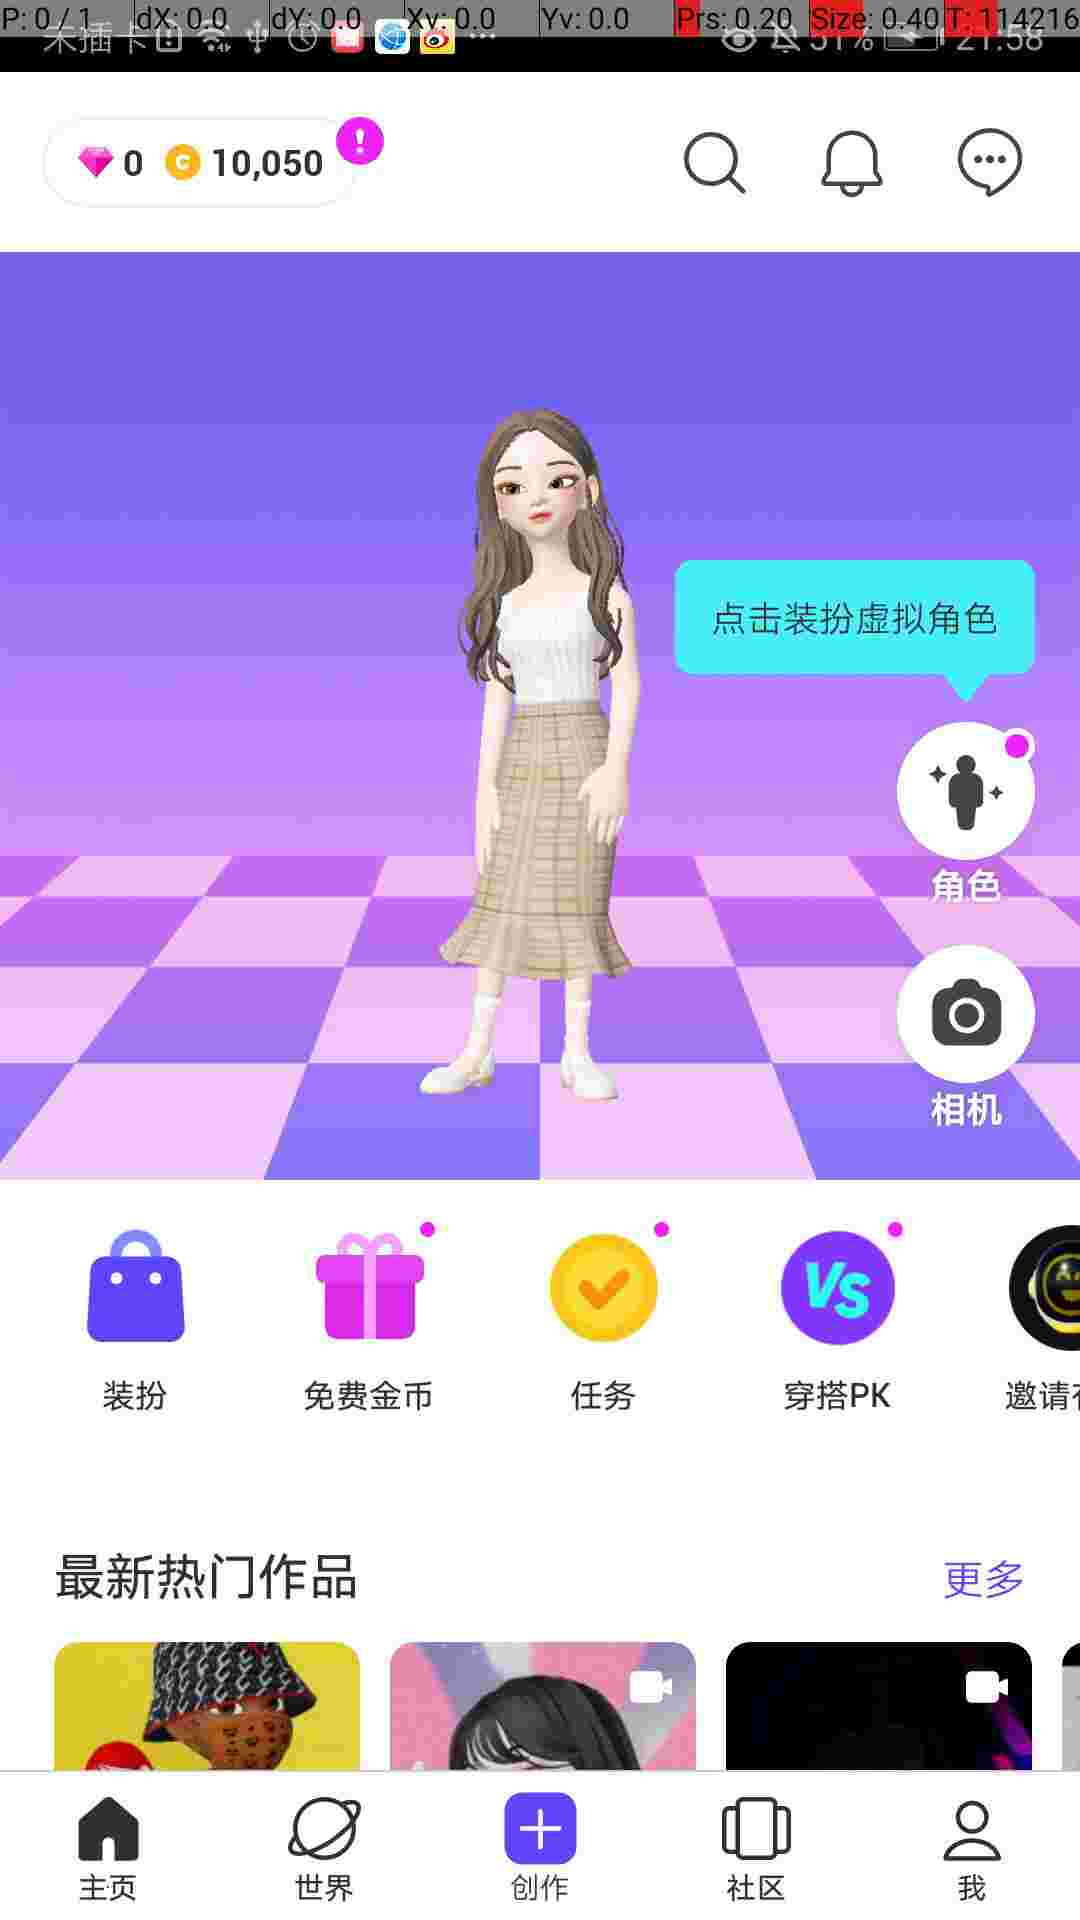 P: 0 / 1 dX: 0.0 dY: 0.0 Xv: 0.0 Yv: 0.0 Prs: 0.20 Size: 0.40 T: 114216
未插卡 51% 21:58
0 C 10,050 !
点击装扮虚拟角色
角色
相机
VS
装扮 免费金币 任务 穿搭PK 邀请
最新热门作品 更多
主页 世界 创作 社区 我